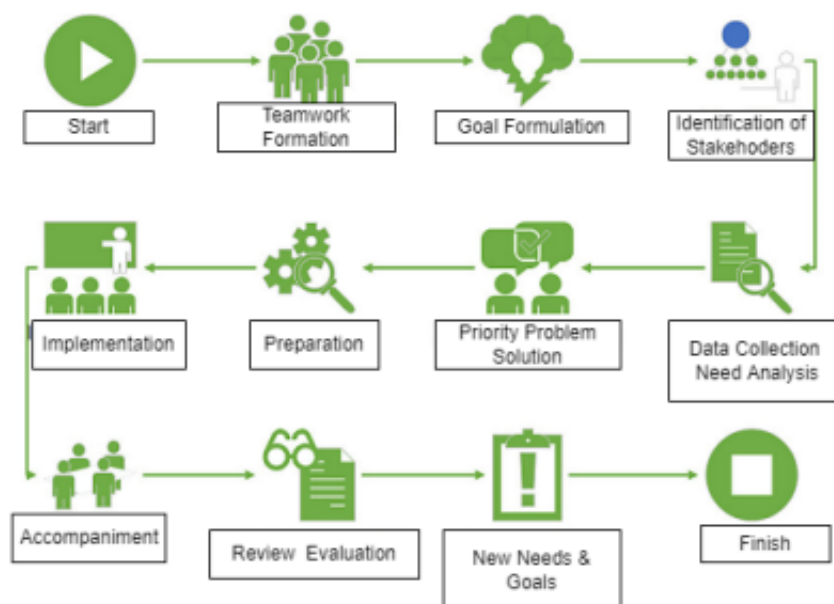 Start
Teamwork
Formation
Goal Formulation
Identification of
Stakehoders
Implementation
Preparation
Priority Problem
Solution
Data Collection
Need Analysis
Accompaniment
Review Evaluation
New Needs &
Goals
Finish